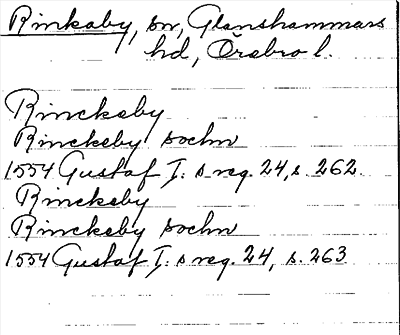 Rinkaby, sn, Glanshammars
hd, Örebro l.
Rinckeby
Rinckeby sochn
1554 Gustaf I:s reg. 24, s. 262.
Rinckeby
Rinckeby sochn
1554 Gustaf I:s reg. 24, s. 263